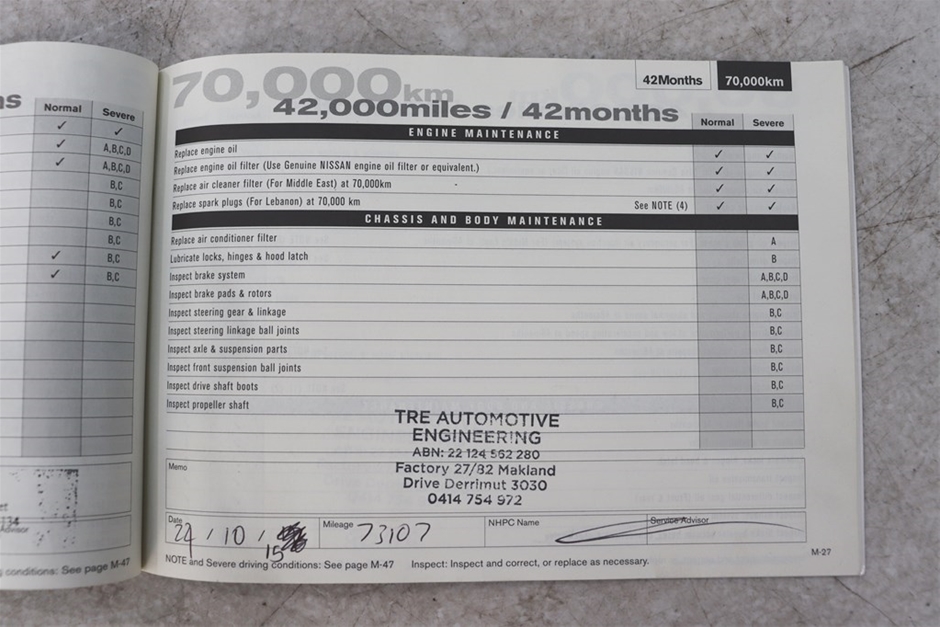 ns
Normal Severe
✓ ✓
✓ A,B,C,D
✓ A,B,C,D
B,C
B,C
B,C
B,C
✓ B,C
✓ B,C
134
Advisor
conditions: See page M-47
70,000km
42,000miles / 42months
42Months 70,000km
Normal Severe
ENGINE MAINTENANCE
Replace engine oil ✓ ✓
Replace engine oil filter (Use Genuine NISSAN engine oil filter or equivalent.) ✓ ✓
Replace air cleaner filter (For Middle East) at 70,000km ✓ ✓
Replace spark plugs (For Lebanon) at 70,000 km See NOTE (4) ✓ ✓
CHASSIS AND BODY MAINTENANCE
Replace air conditioner filter A
Lubricate locks, hinges & hood latch B
Inspect brake system A,B,C,D
Inspect brake pads & rotors A,B,C,D
Inspect steering gear & linkage B,C
Inspect steering linkage ball joints B,C
Inspect axle & suspension parts B,C
Inspect front suspension ball joints B,C
Inspect drive shaft boots B,C
Inspect propeller shaft B,C
TRE AUTOMOTIVE
ENGINEERING
ABN: 22 124 562 280
Factory 27/82 Makland
Drive Derrimut 3030
0414 754 972
Memo
Date Mileage NHPC Name Service Advisor
22 / 10 / 15 73107
NOTE and Severe driving conditions: See page M-47 Inspect: Inspect and correct, or replace as necessary.
M-27